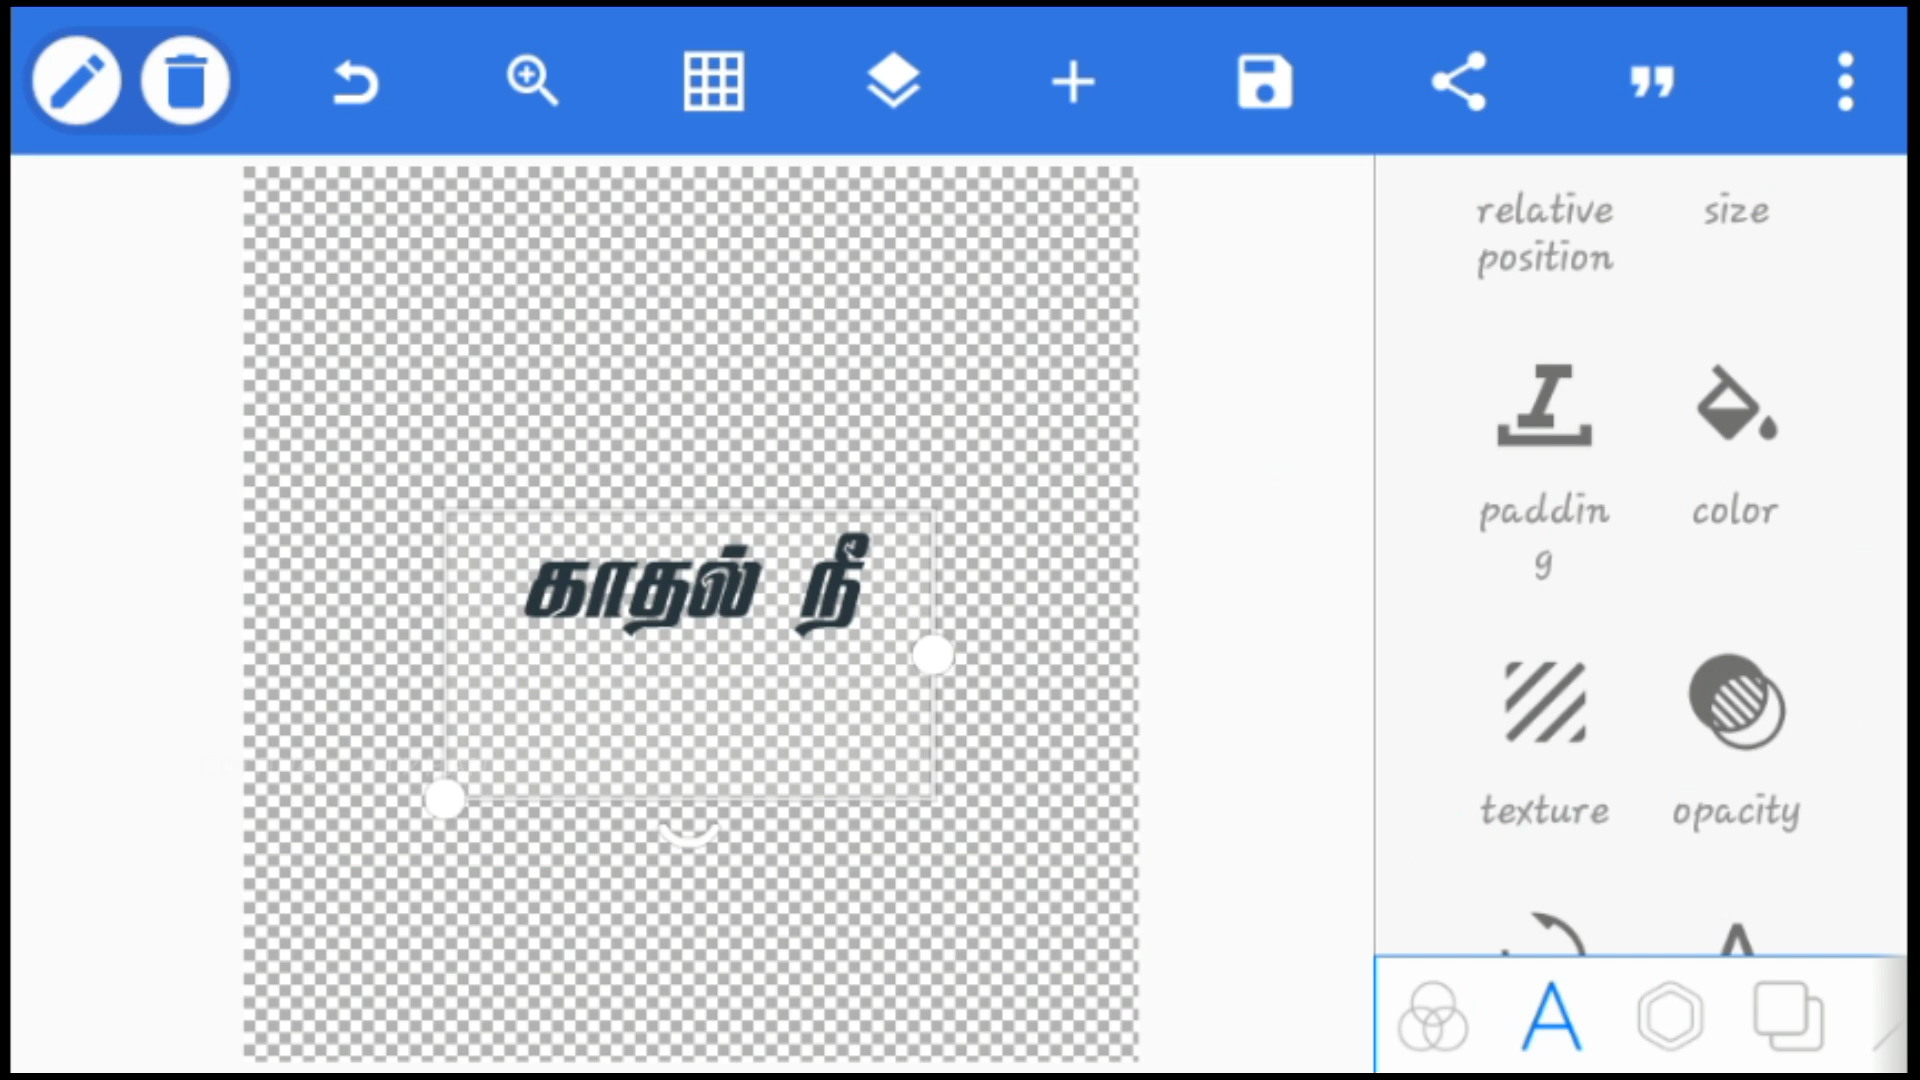 relative position
size
padding
color
காதல் நீ
texture
opacity